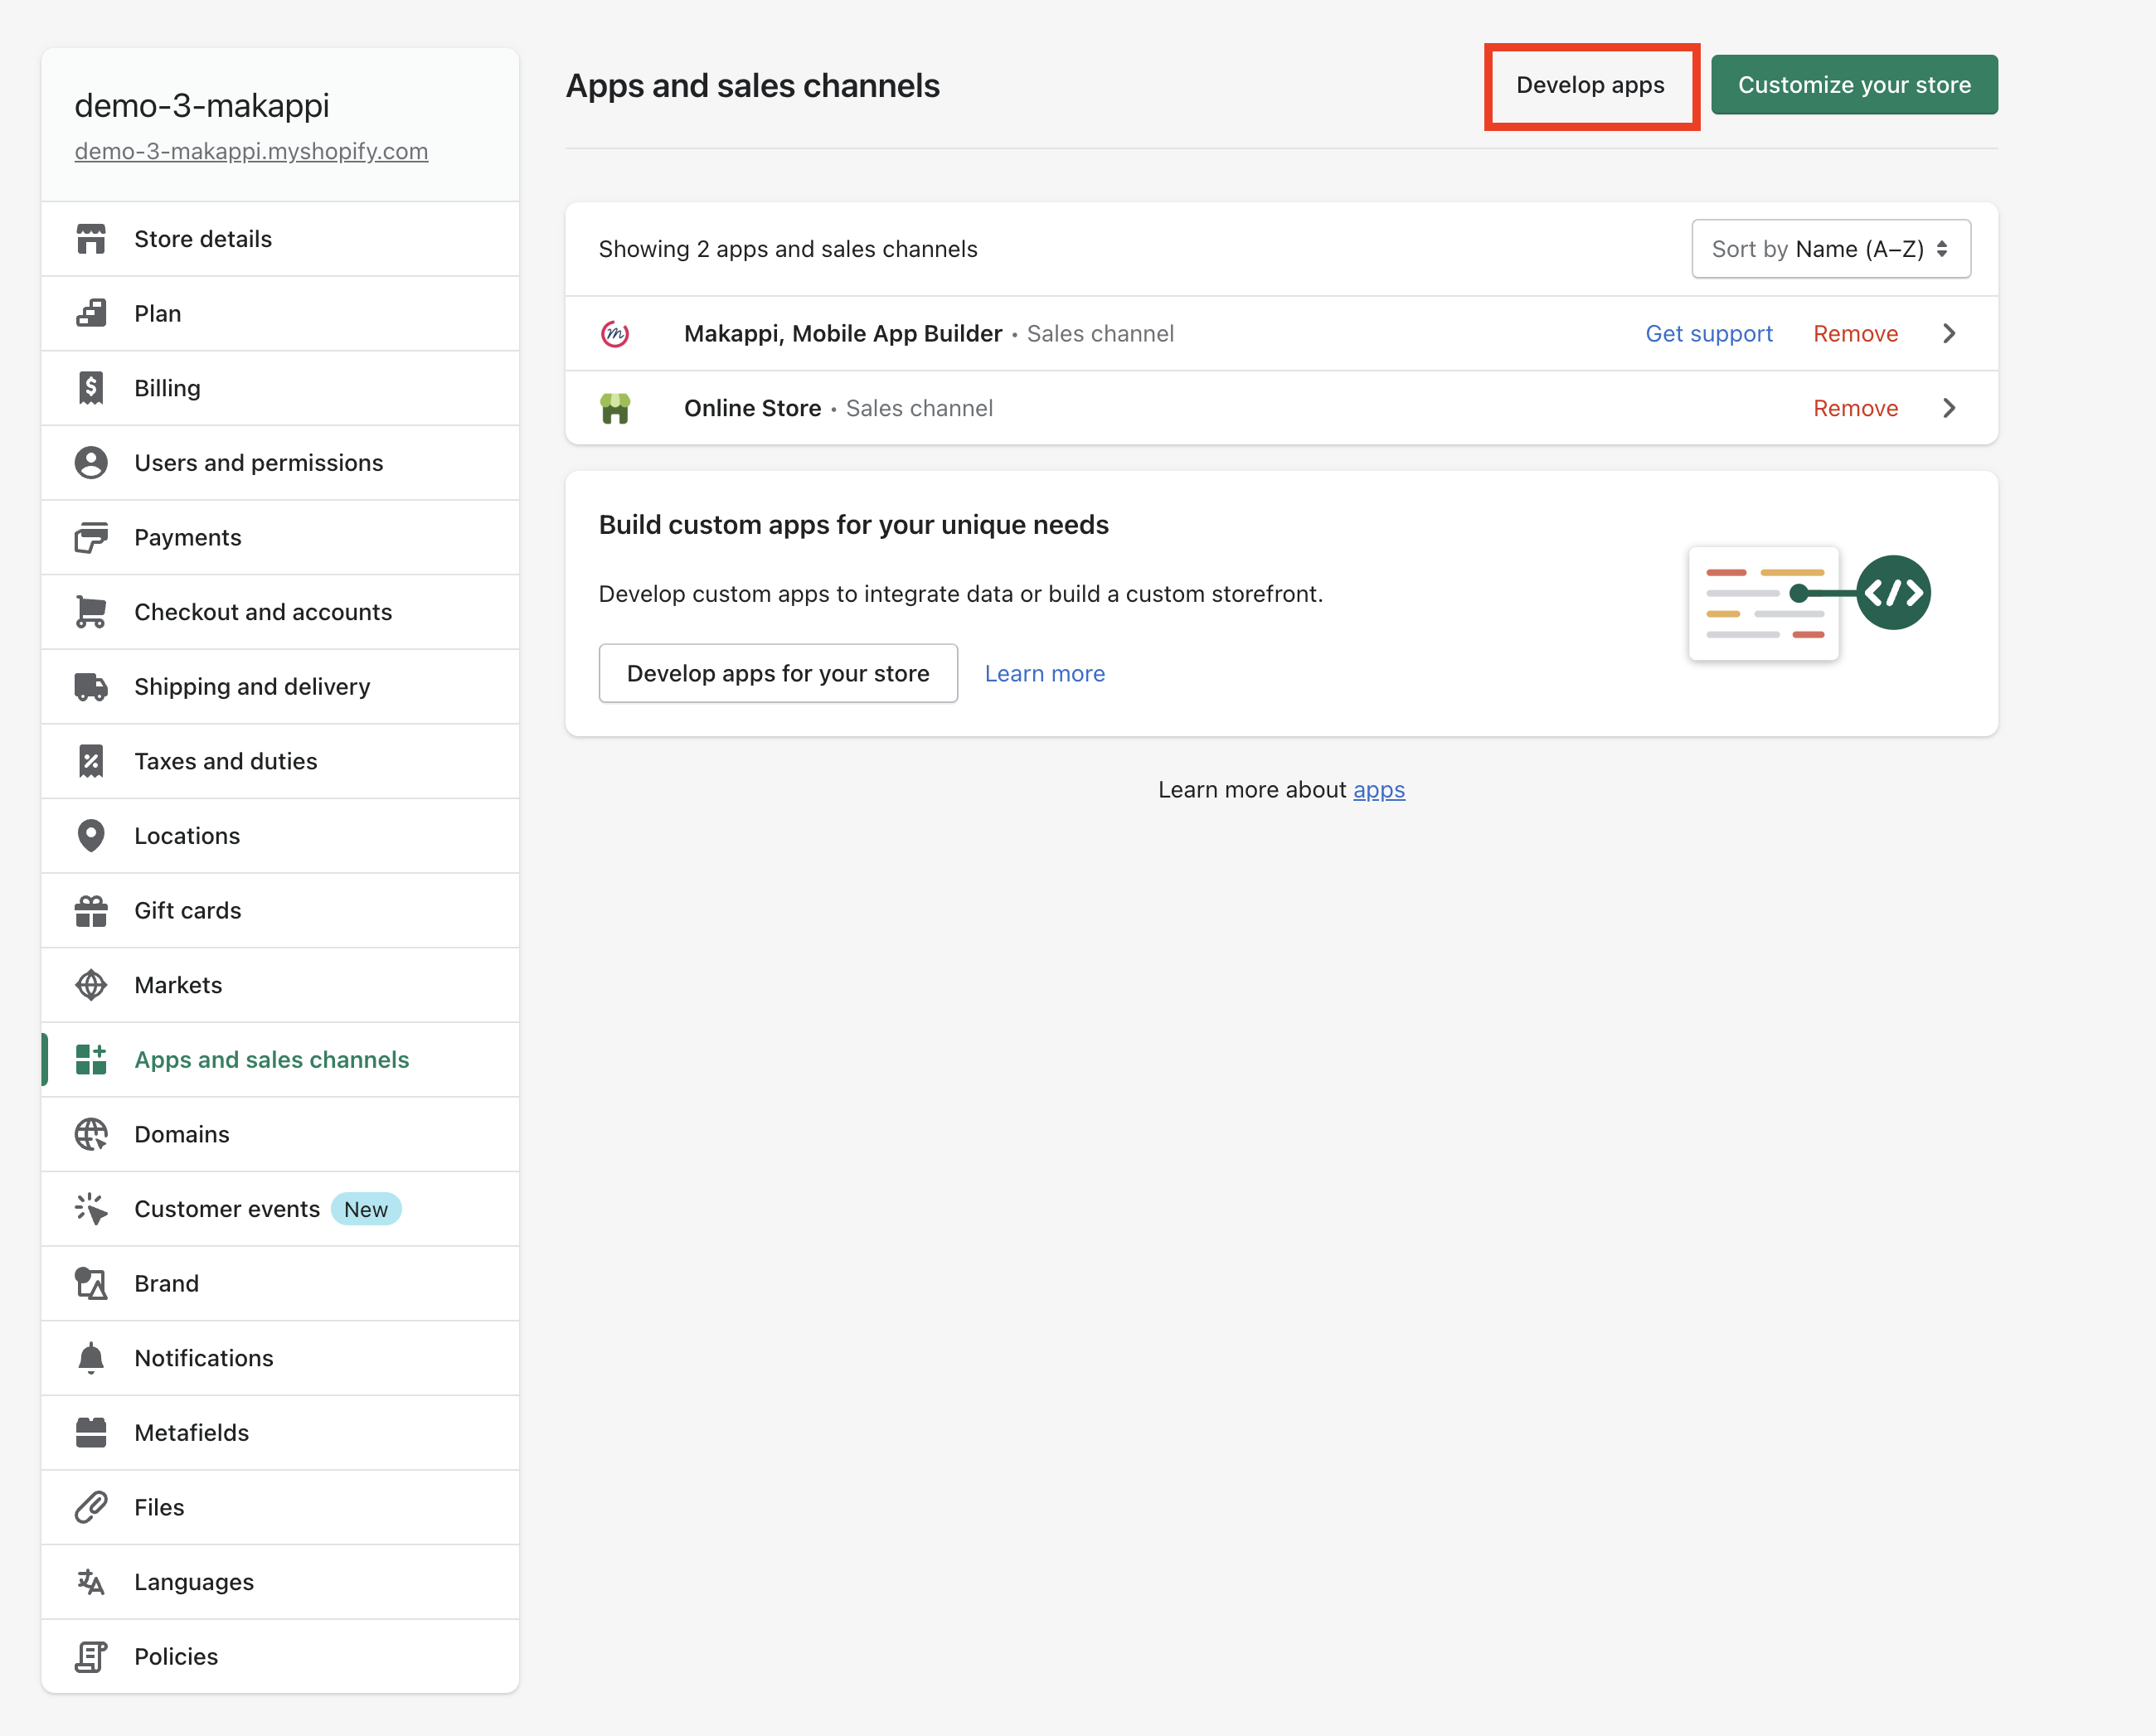 demo-3-makappi
demo-3-makappi.myshopify.com
Store details
Plan
Billing
Users and permissions
Payments
Checkout and accounts
Shipping and delivery
Taxes and duties
Locations
Gift cards
Markets
Apps and sales channels
Domains
Customer events New
Brand
Notifications
Metafields
Files
Languages
Policies
Apps and sales channels
Develop apps
Customize your store
Showing 2 apps and sales channels
Sort by Name (A–Z)
Makappi, Mobile App Builder • Sales channel
Get support
Remove
Online Store • Sales channel
Remove
Build custom apps for your unique needs
Develop custom apps to integrate data or build a custom storefront.
Develop apps for your store
Learn more
Learn more about apps